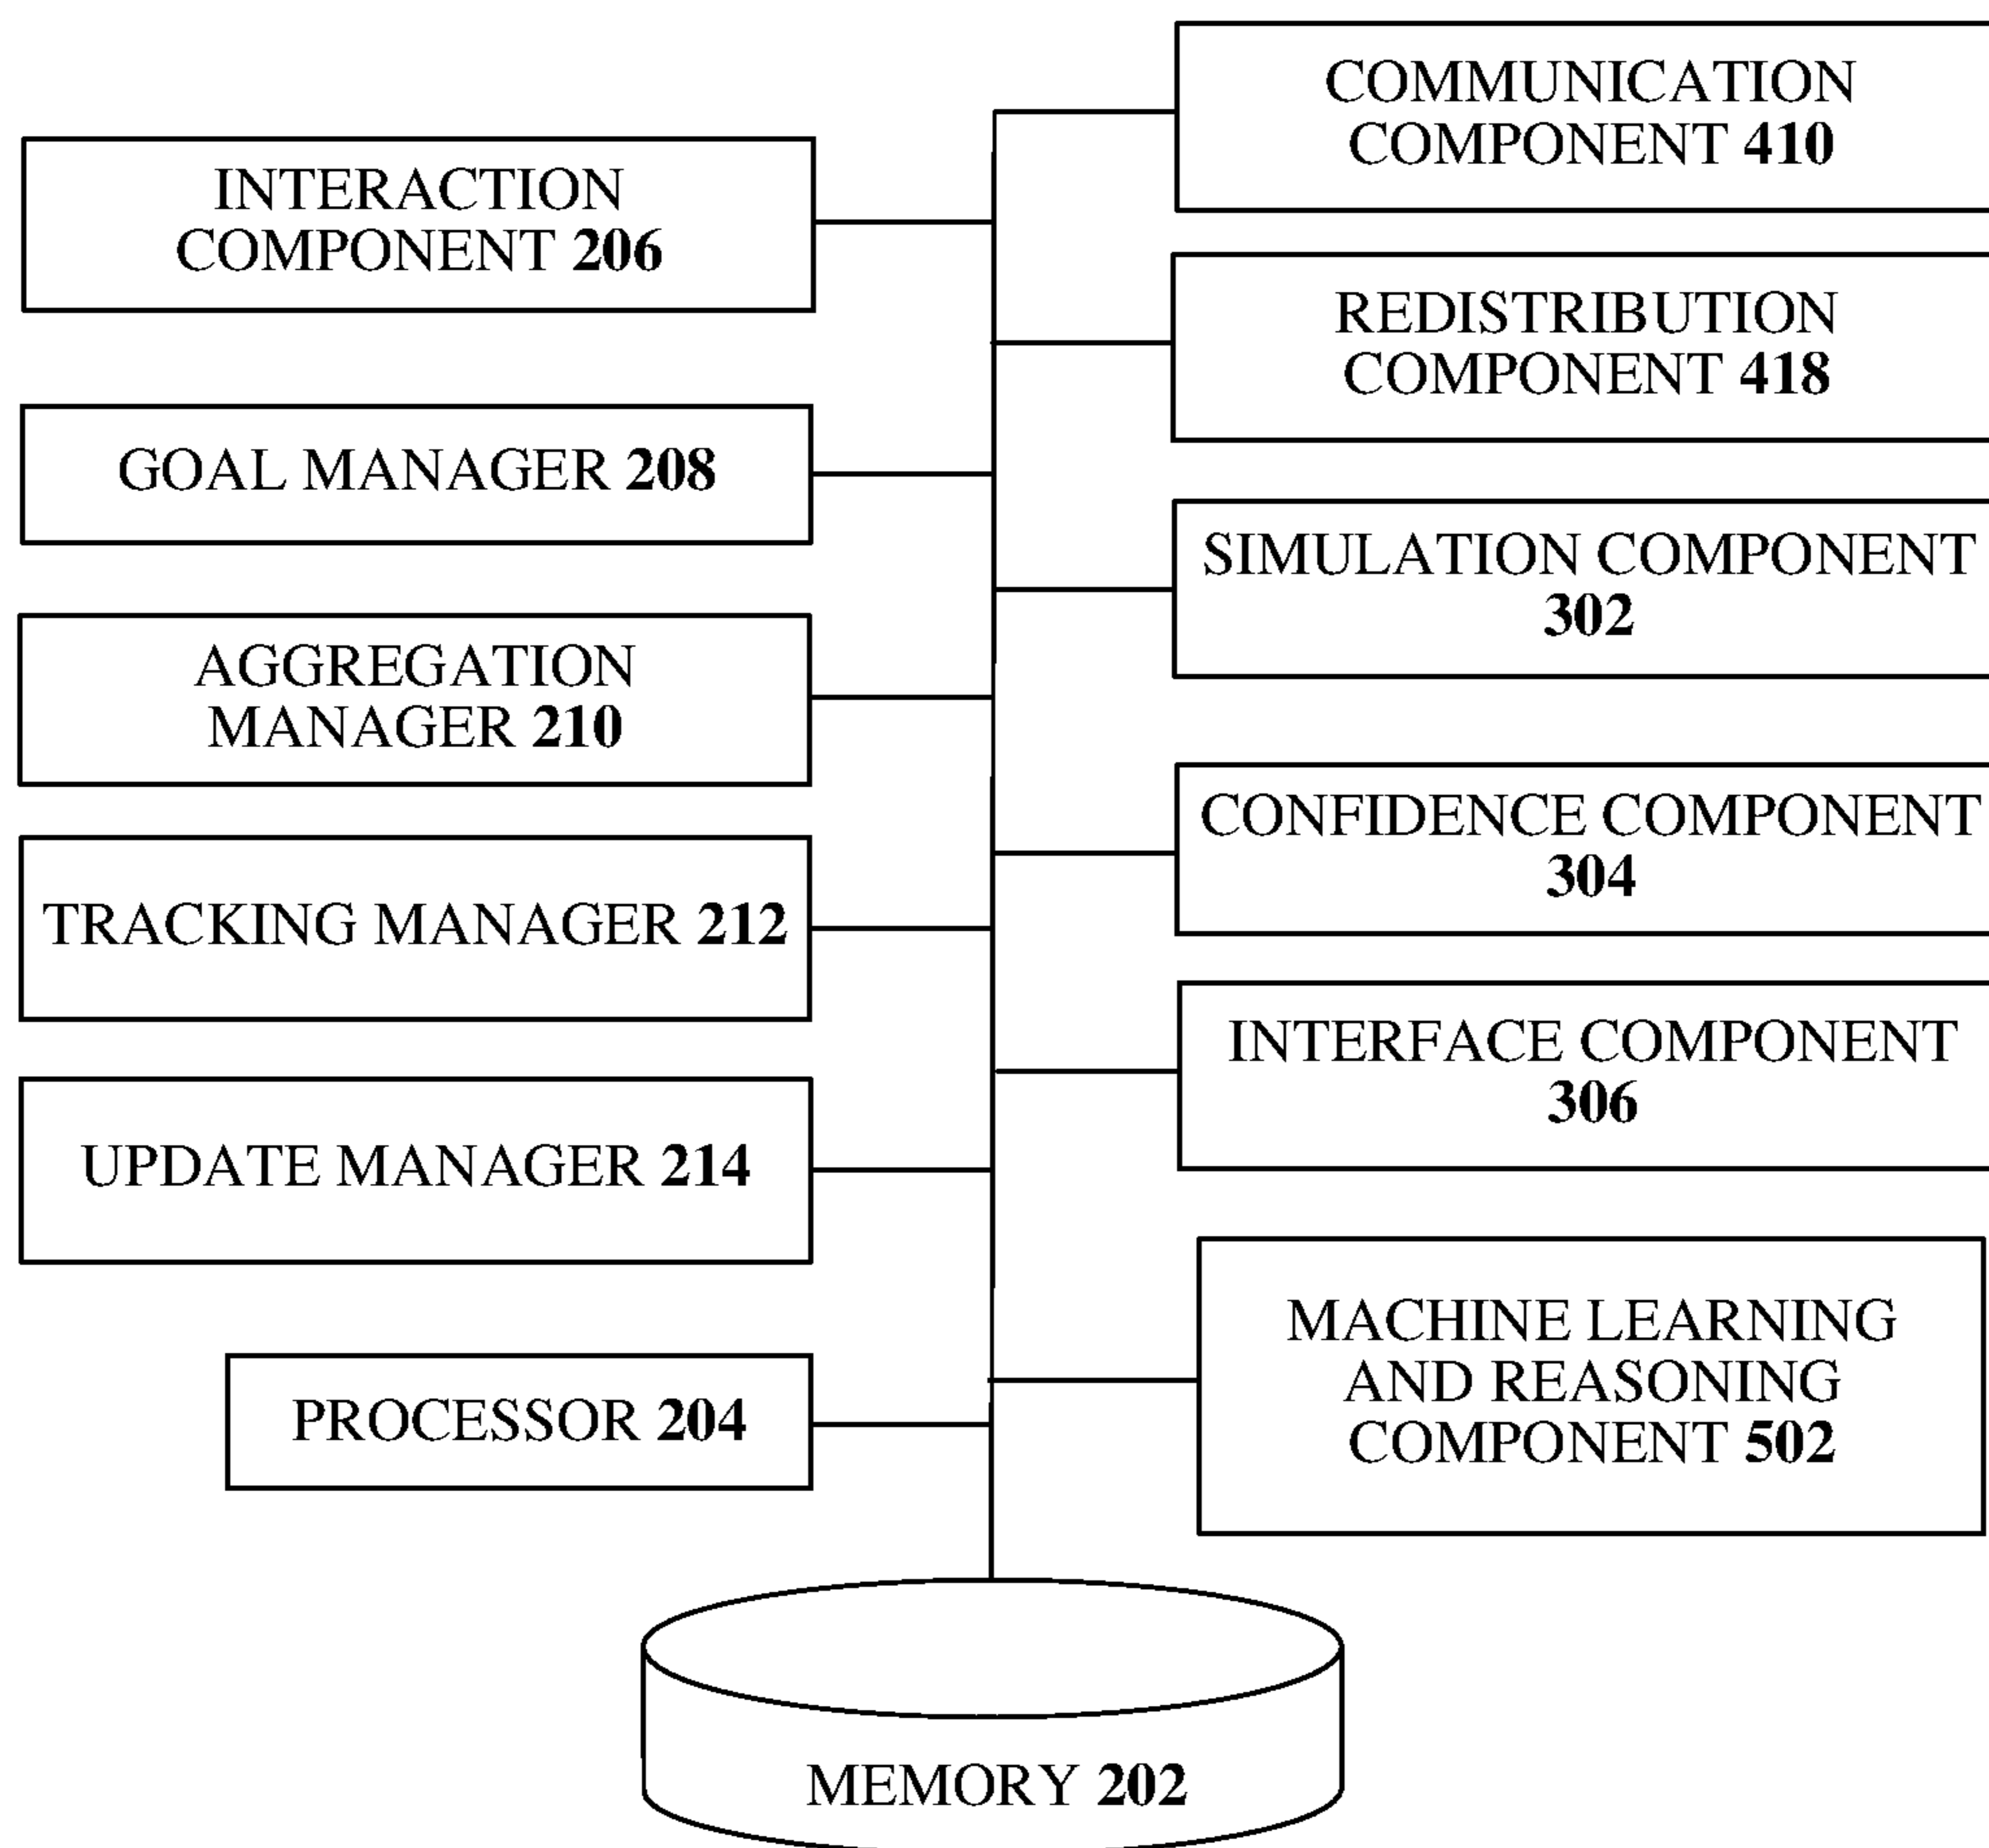 INTERACTION
COMPONENT 206
GOAL MANAGER 208
AGGREGATION
MANAGER 210
TRACKING MANAGER 212
UPDATE MANAGER 214
PROCESSOR 204
COMMUNICATION
COMPONENT 410
REDISTRIBUTION
COMPONENT 418
SIMULATION COMPONENT
302
CONFIDENCE COMPONENT
304
INTERFACE COMPONENT
306
MACHINE LEARNING
AND REASONING
COMPONENT 502
MEMORY 202